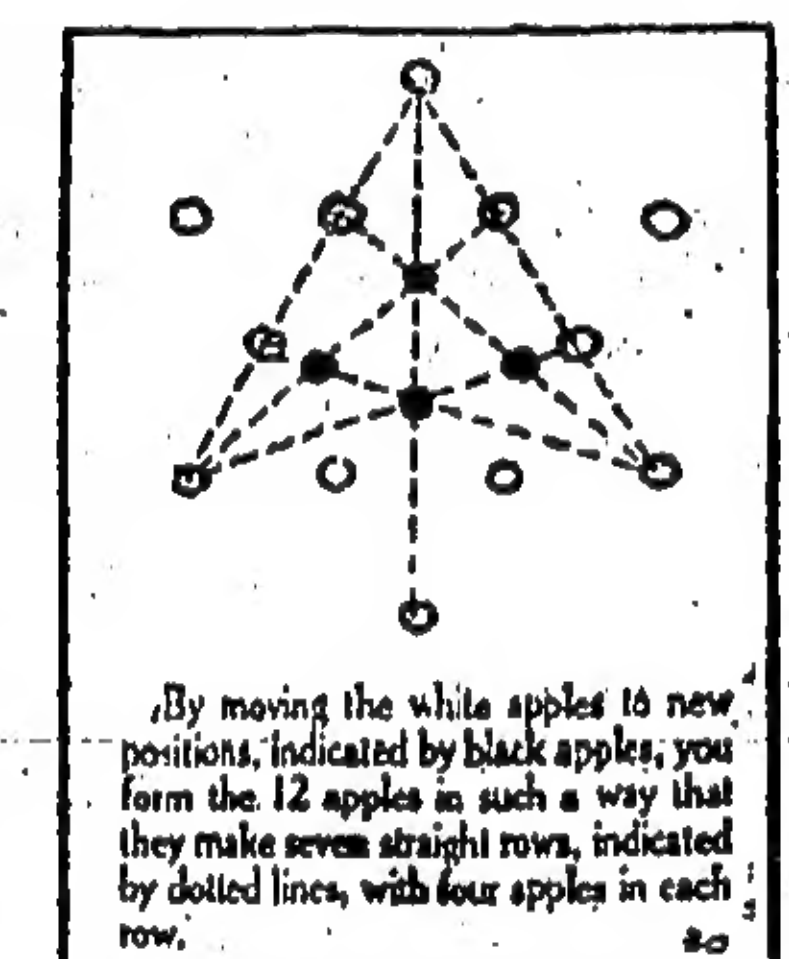 By moving the white apples to new
positions, indicated by black apples, you
form the 12 apples in such a way that
they make seven straight rows, indicated
by dotted lines, with four apples in each
row.